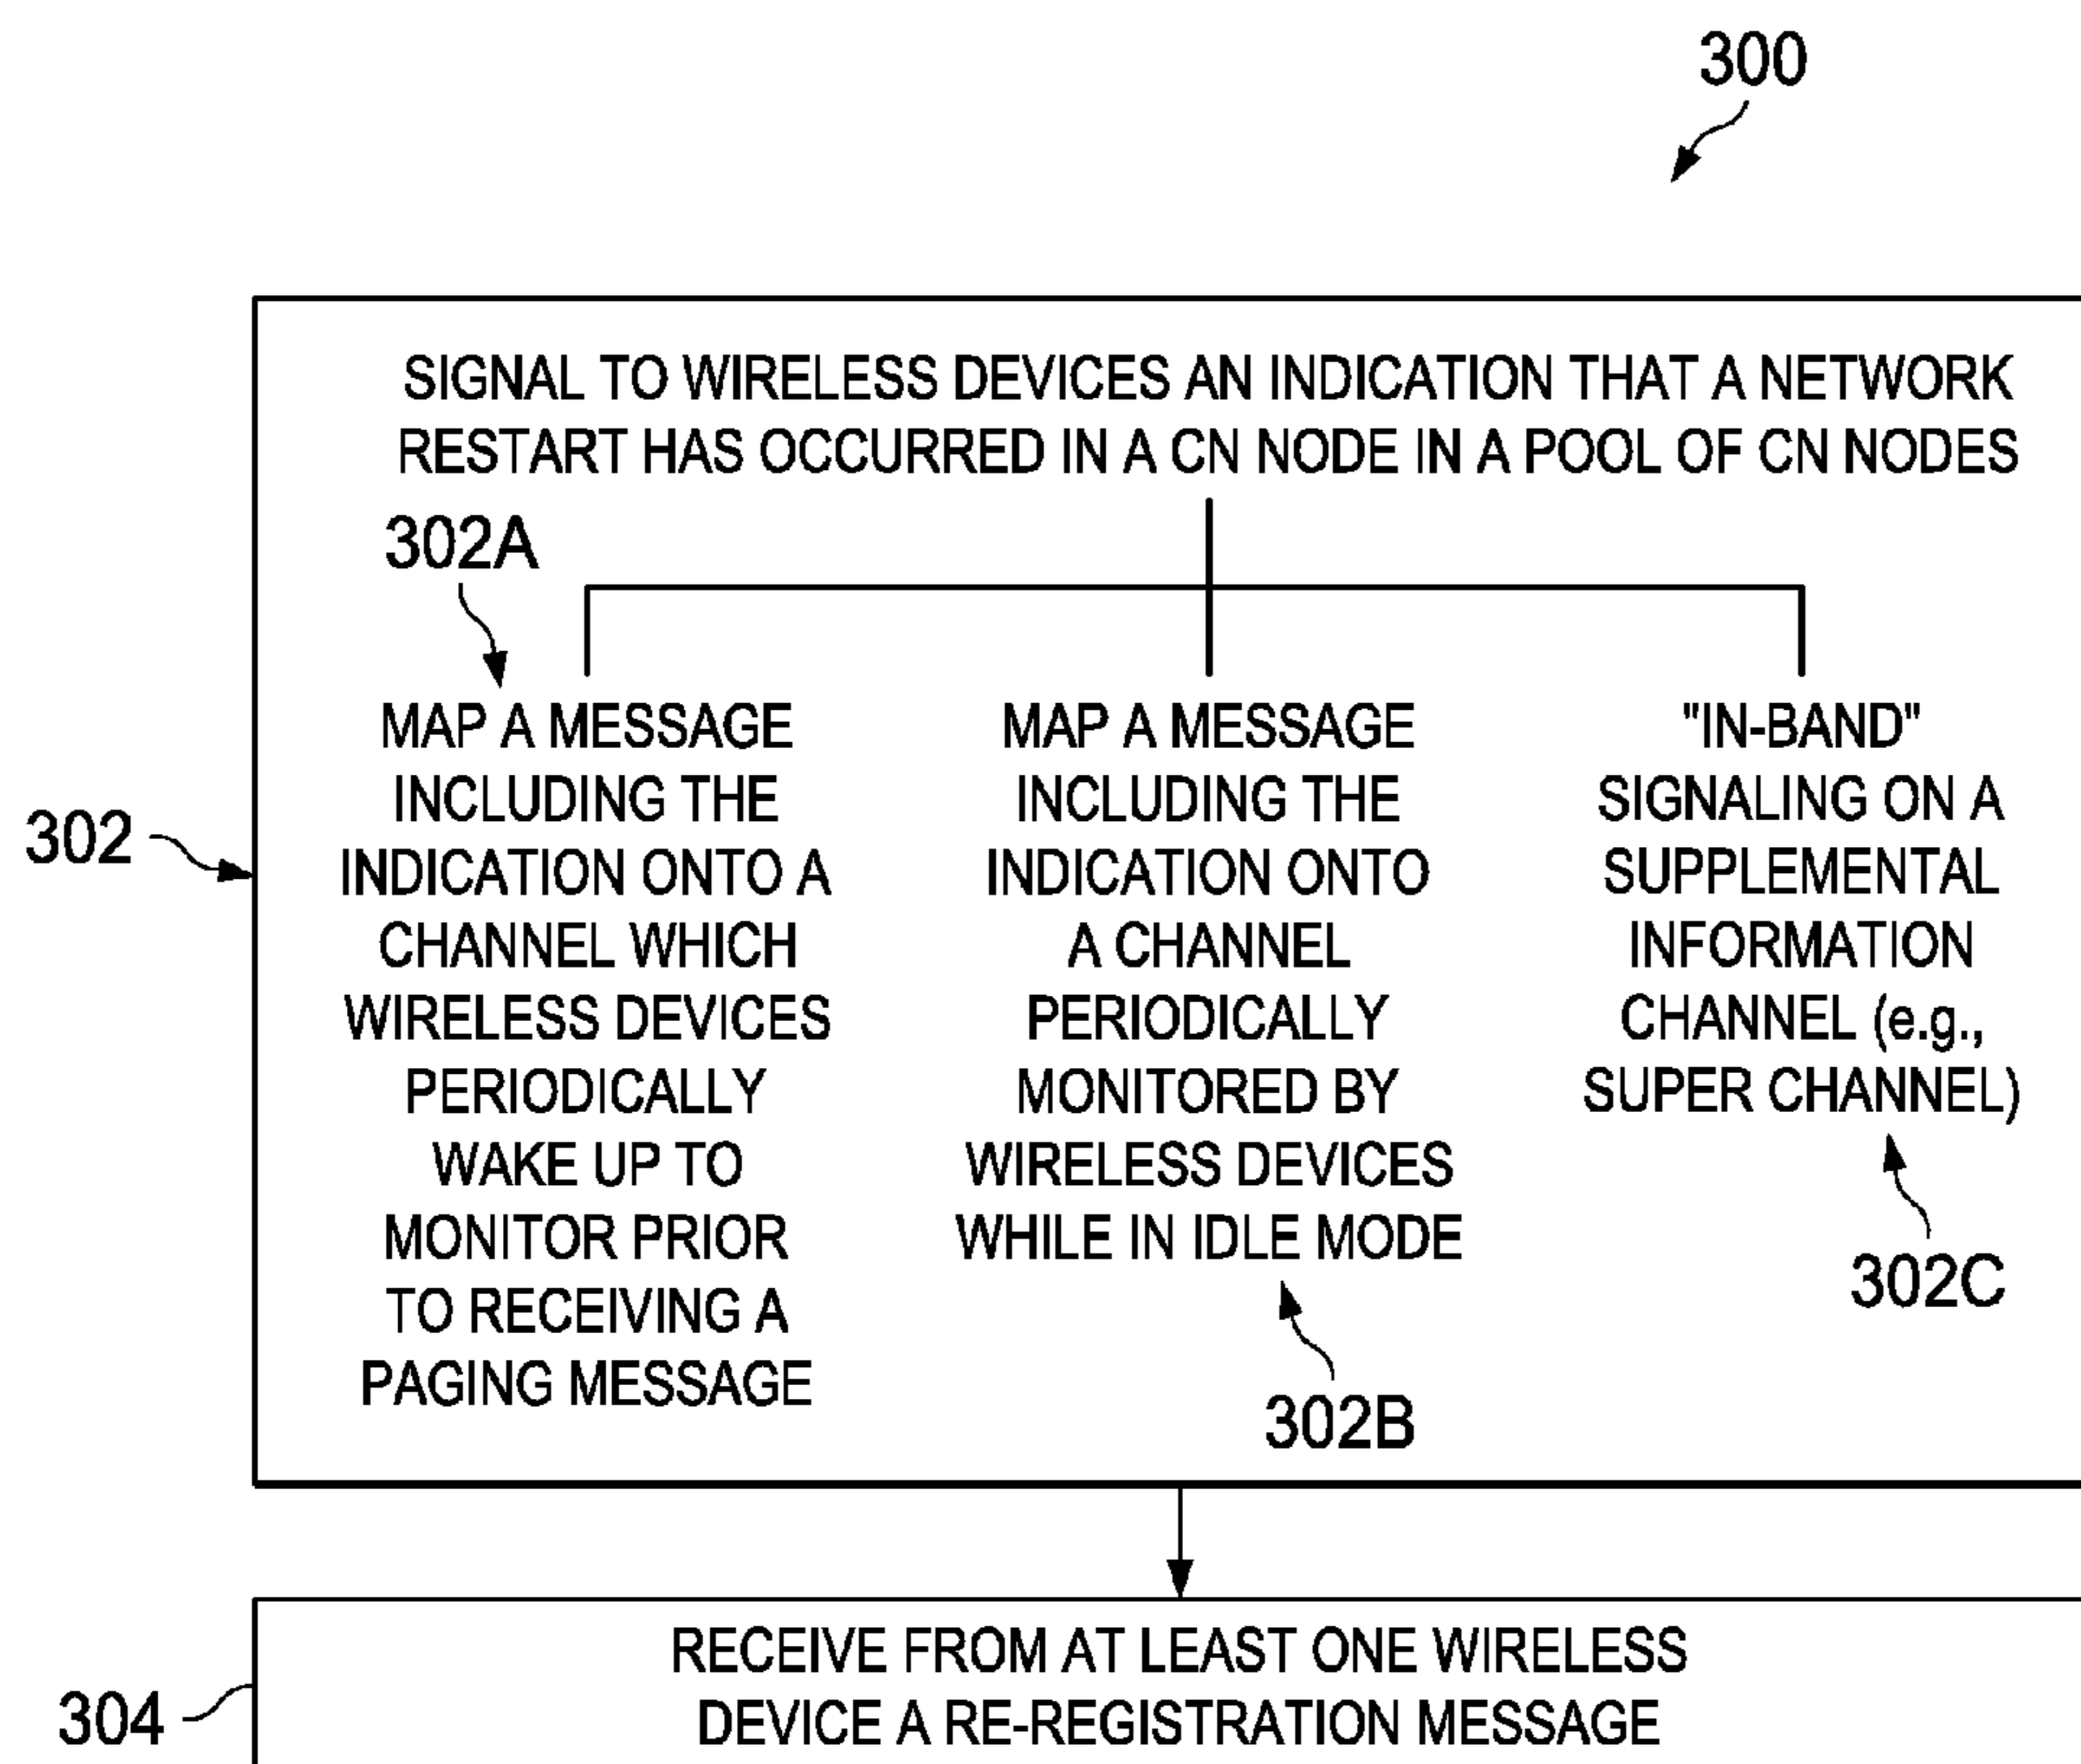 300
SIGNAL TO WIRELESS DEVICES AN INDICATION THAT A NETWORK
RESTART HAS OCCURRED IN A CN NODE IN A POOL OF CN NODES
302A
MAP A MESSAGE
INCLUDING THE
INDICATION ONTO A
CHANNEL WHICH
WIRELESS DEVICES
PERIODICALLY
WAKE UP TO
MONITOR PRIOR
TO RECEIVING A
PAGING MESSAGE
MAP A MESSAGE
INCLUDING THE
INDICATION ONTO
A CHANNEL
PERIODICALLY
MONITORED BY
WIRELESS DEVICES
WHILE IN IDLE MODE
302B
"IN-BAND"
SIGNALING ON A
SUPPLEMENTAL
INFORMATION
CHANNEL (e.g.,
SUPER CHANNEL)
302C
302
RECEIVE FROM AT LEAST ONE WIRELESS
DEVICE A RE-REGISTRATION MESSAGE
304